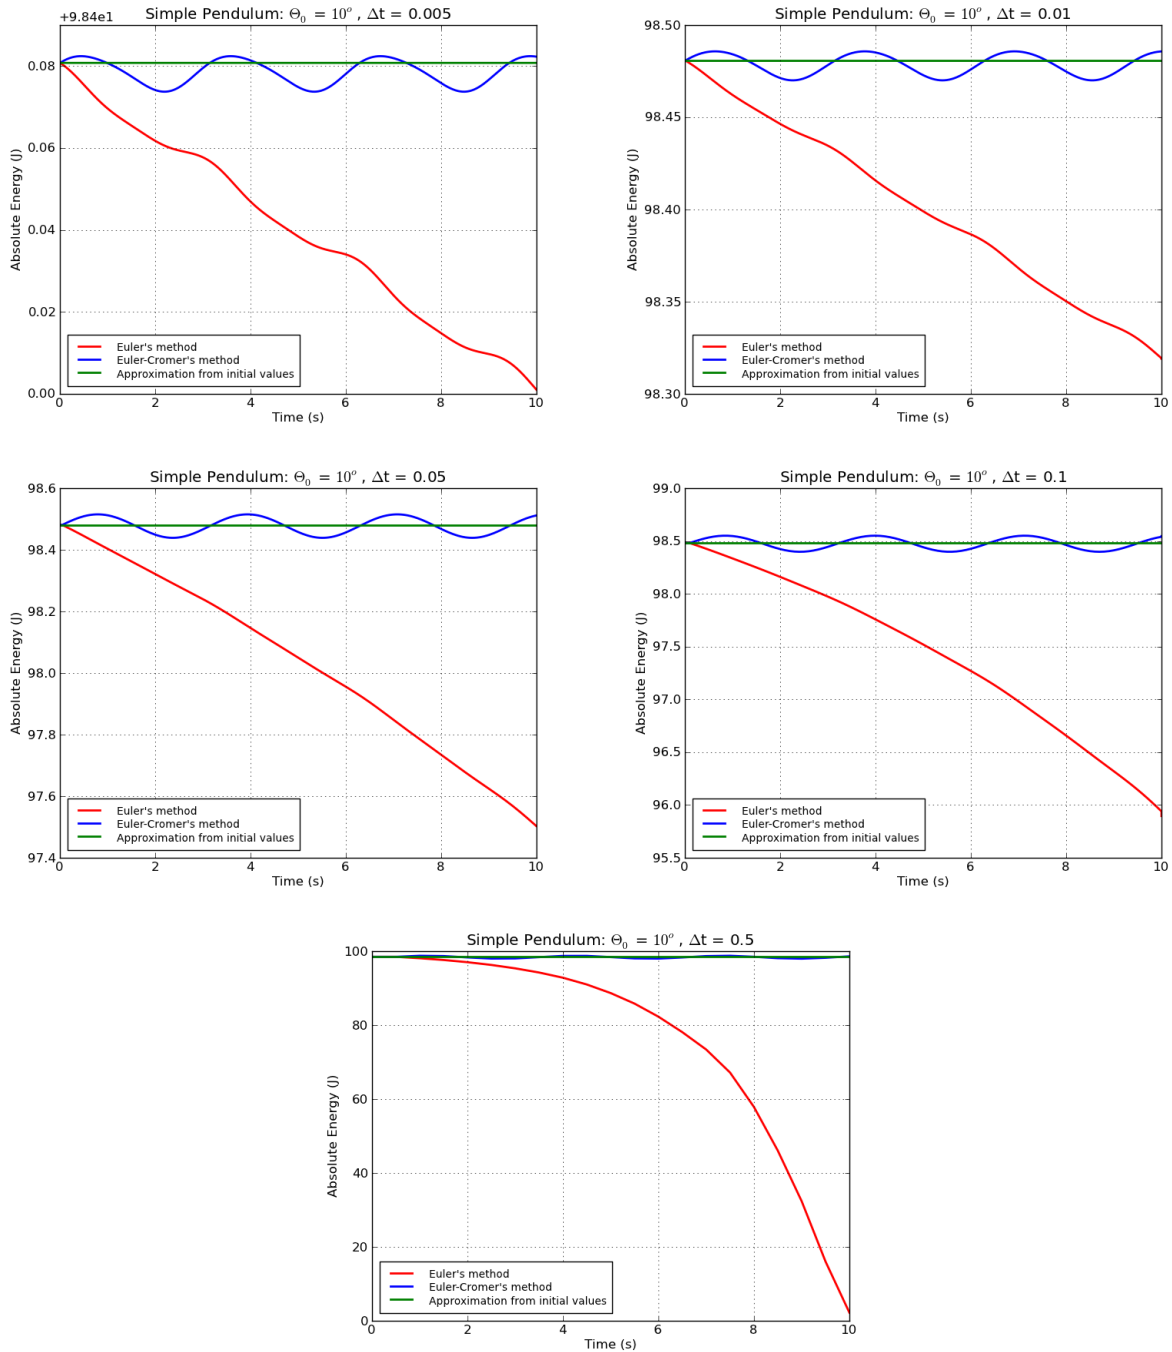 Simple Pendulum: Θ₀ = 10ᵒ , Δt = 0.005
+9.84e1
0.08
0.06
0.04
0.02
0.00
Absolute Energy (J)
Euler's method
Euler-Cromer's method
Approximation from initial values
0 2 4 6 8 10
Time (s)
Simple Pendulum: Θ₀ = 10ᵒ , Δt = 0.01
98.50
98.45
98.40
98.35
98.30
Absolute Energy (J)
Euler's method
Euler-Cromer's method
Approximation from initial values
0 2 4 6 8 10
Time (s)
Simple Pendulum: Θ₀ = 10ᵒ , Δt = 0.05
98.6
98.4
98.2
98.0
97.8
97.6
97.4
Absolute Energy (J)
Euler's method
Euler-Cromer's method
Approximation from initial values
0 2 4 6 8 10
Time (s)
Simple Pendulum: Θ₀ = 10ᵒ , Δt = 0.1
99.0
98.5
98.0
97.5
97.0
96.5
96.0
95.5
Absolute Energy (J)
Euler's method
Euler-Cromer's method
Approximation from initial values
0 2 4 6 8 10
Time (s)
Simple Pendulum: Θ₀ = 10ᵒ , Δt = 0.5
100
80
60
40
20
0
Absolute Energy (J)
Euler's method
Euler-Cromer's method
Approximation from initial values
0 2 4 6 8 10
Time (s)